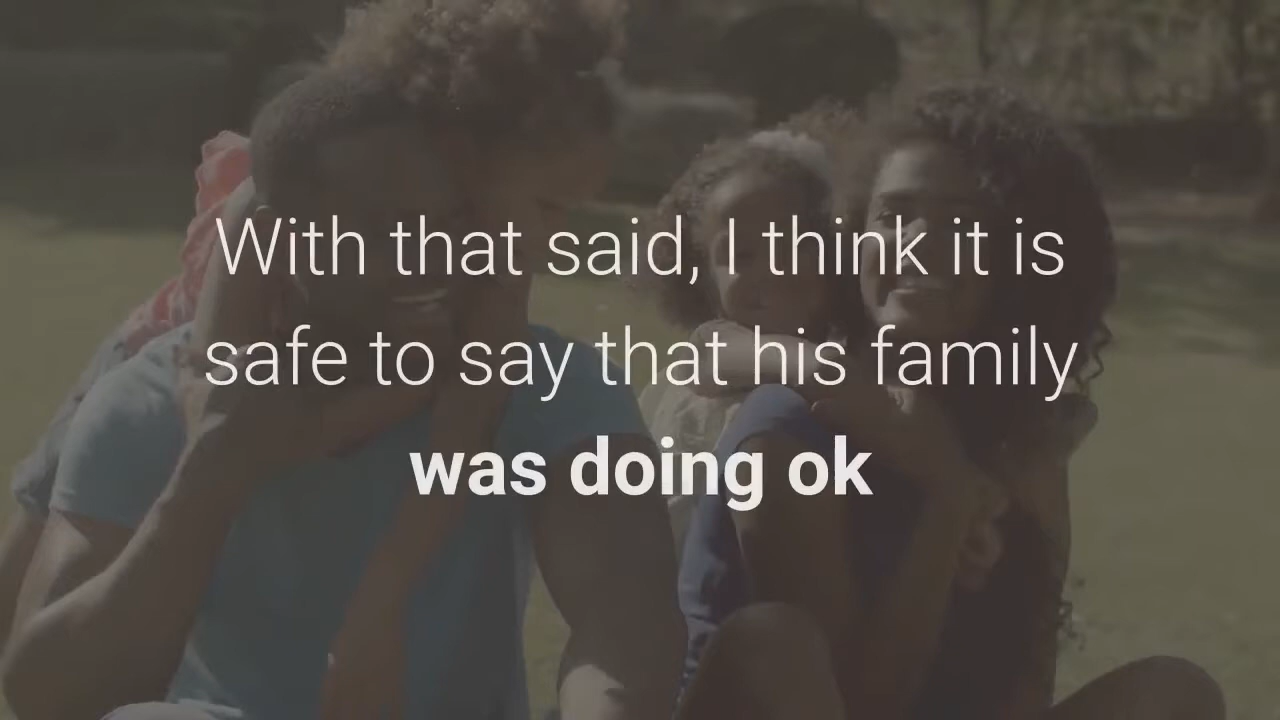 With that said, I think it is
safe to say that his family
was doing ok